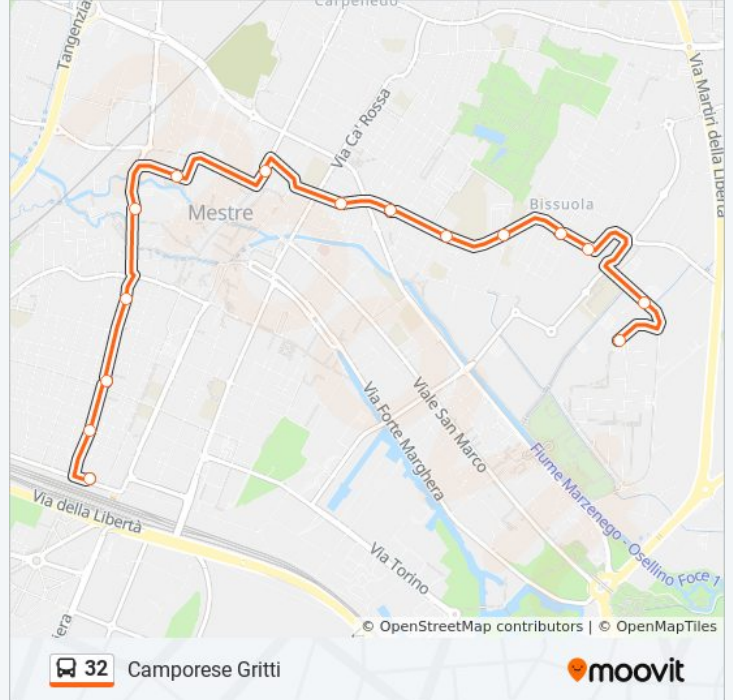 Carpenedo
Tangenzia
Via Martiri della Libertà
Via Ca' Rossa
Mestre
Bissuola
Viale San Marco
Via Forte Marghera
Fiume Marzenego - Osellino Foce 1
Via della Libertà
Via Torino
iera
© OpenStreetMap contributors | © OpenMapTiles
32 Camporese Gritti
moovit